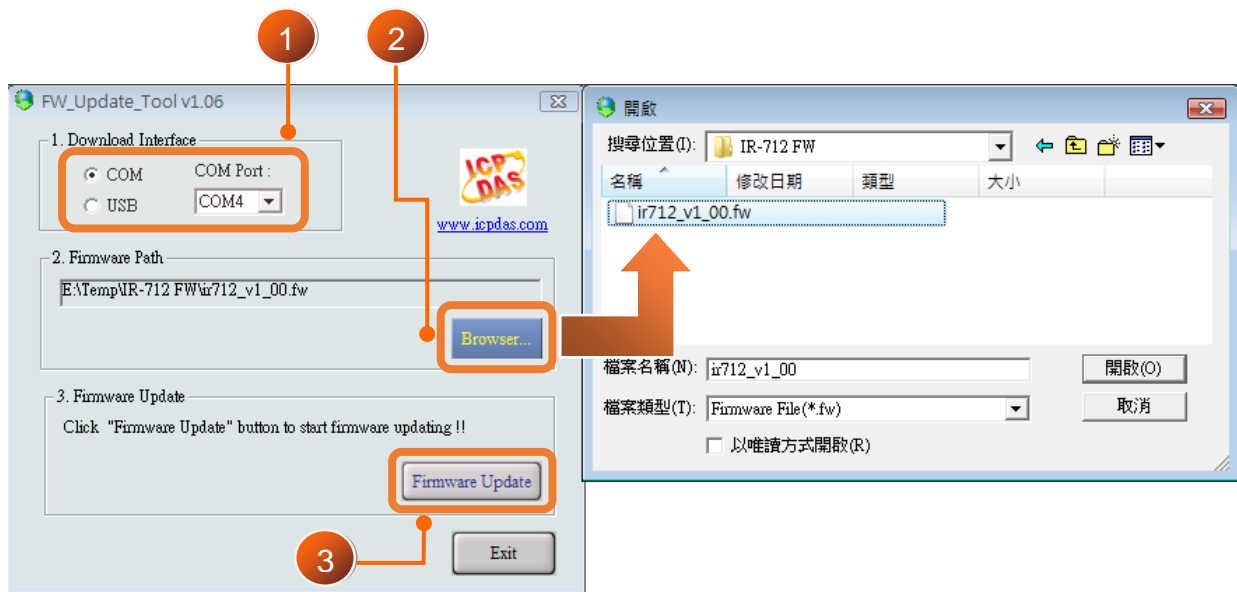 1
2
FW_Update_Tool v1.06
1. Download Interface
COM
USB
COM Port :
COM4
ICP
DAS
www.icpdas.com
2. Firmware Path
E:\Temp\IR-712 FW\ir712_v1_00.fw
Browser...
3. Firmware Update
Click "Firmware Update" button to start firmware updating !!
Firmware Update
3
Exit
開啟
搜尋位置(I): IR-712 FW
名稱 修改日期 類型 大小
ir712_v1_00.fw
檔案名稱(N): ir712_v1_00 開啟(O)
檔案類型(T): Firmware File(*.fw) 取消
以唯讀方式開啟(R)